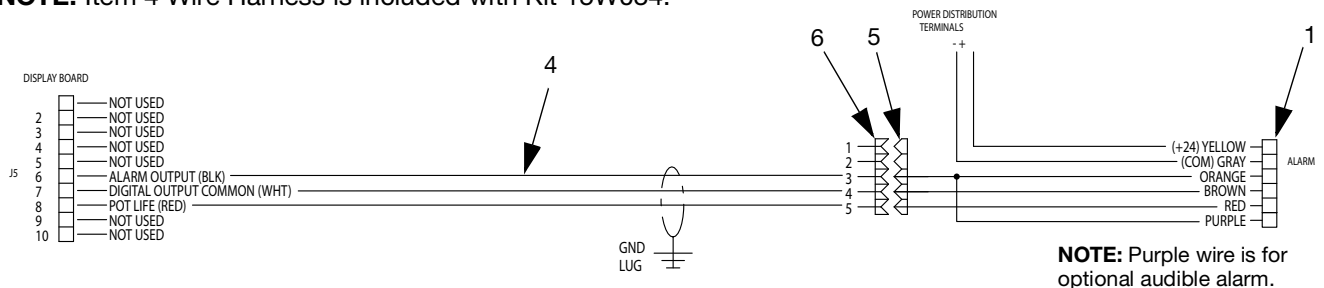 NOTE: Item 4 Wire Harness is included with Kit
POWER DISTRIBUTION
TERMINALS
- +
6
5
1
4
DISPLAY BOARD
NOT USED
2 NOT USED
3 NOT USED
4 NOT USED
5 NOT USED
J5
6 ALARM OUTPUT (BLK)
7 DIGITAL OUTPUT COMMON (WHT)
8 POT LIFE (RED)
9 NOT USED
10 NOT USED
GND
LUG
1
2
3
4
5
(+24) YELLOW
(COM) GRAY
ORANGE
BROWN
RED
PURPLE
ALARM
NOTE: Purple wire is for
optional audible alarm.